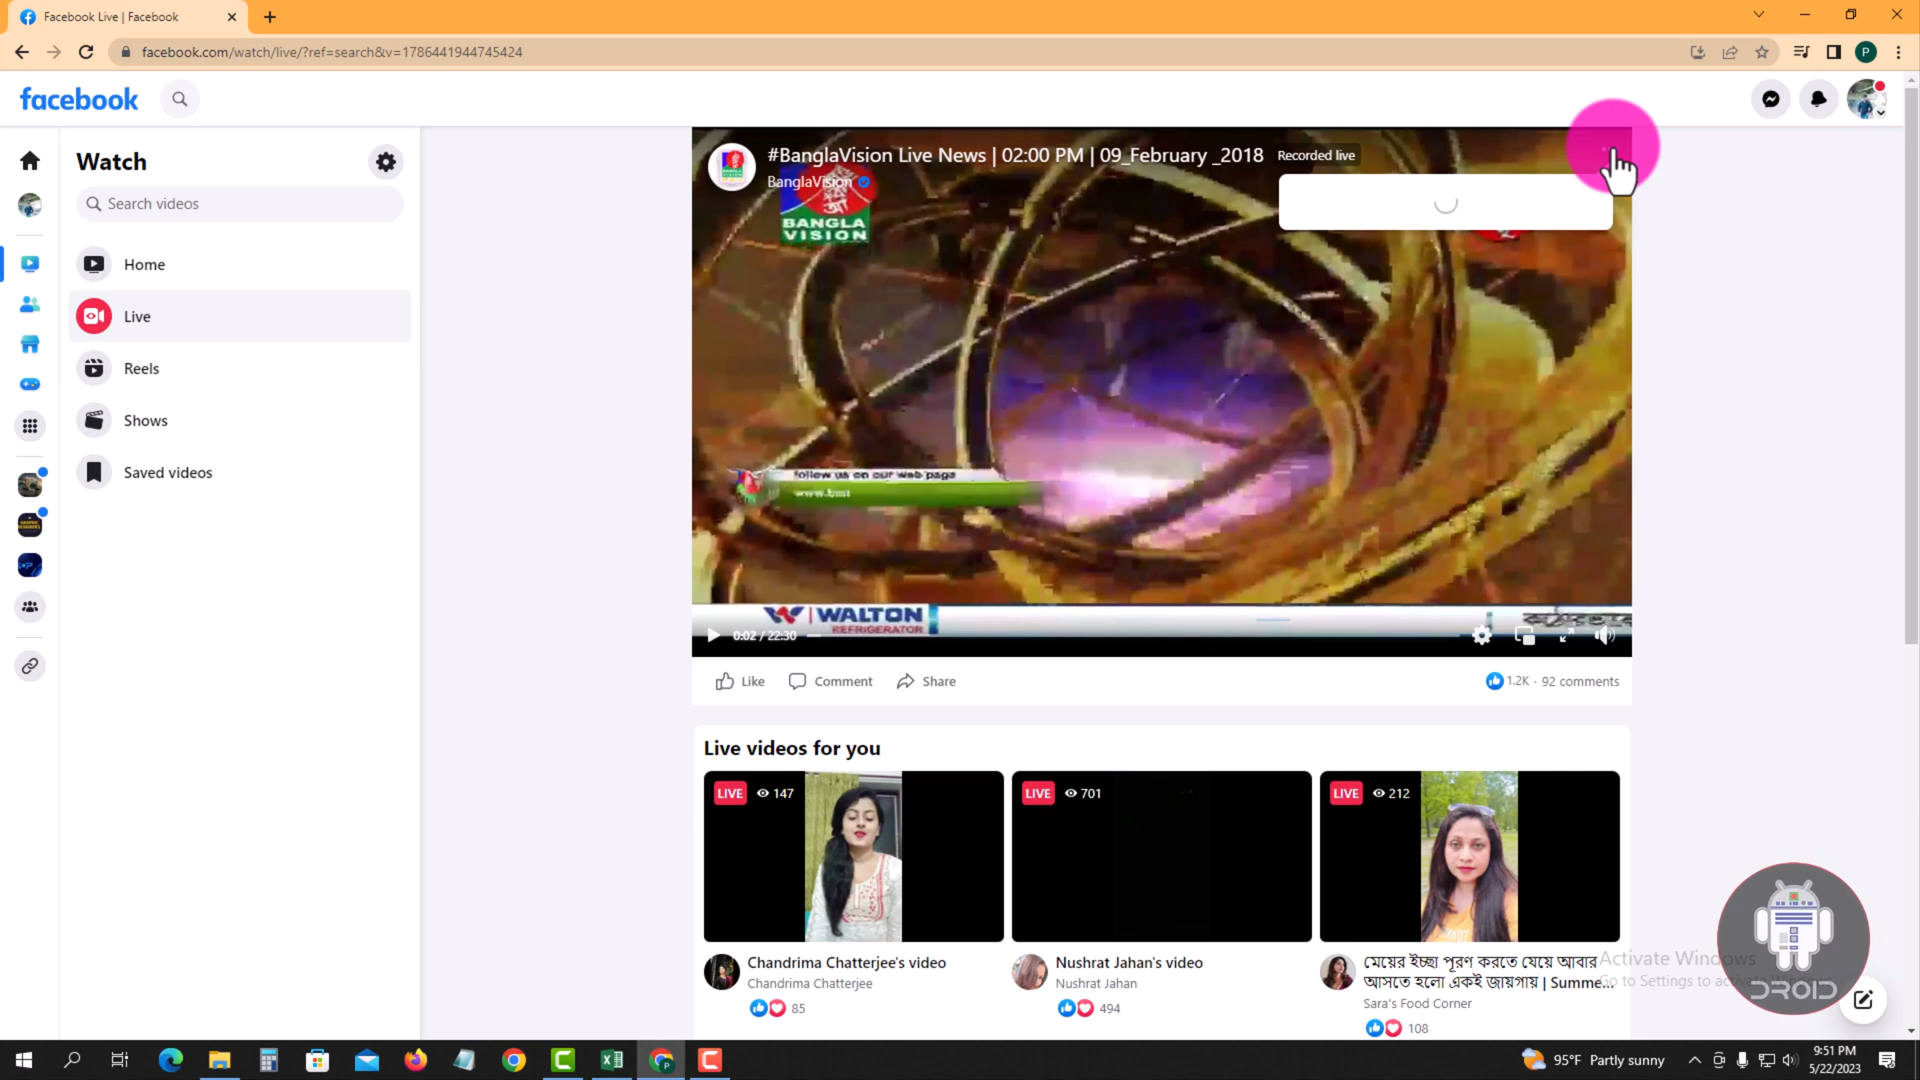 Facebook Live | Facebook
facebook.com/watch/live/?ref=search&v=1786441944745424
P
facebook
Watch
Search videos
Home
Live
Reels
Shows
Saved videos
#BanglaVision Live News | 02:00 PM | 09_February _2018
Recorded live
BanglaVision
BANGLA
VISION
follow us on our web page
WALTON
REFRIGERATOR
0:02 / 22:30
Like
Comment
Share
1.2K · 92 comments
Live videos for you
LIVE 147
LIVE 701
LIVE 212
Chandrima Chatterjee's video
Chandrima Chatterjee
85
Nushrat Jahan's video
Nushrat Jahan
494
মেয়ের ইচ্ছা পূরণ করতে যেয়ে আবার
আসতে হলো একই জায়গায় | Summe...
Sara's Food Corner
108
Activate Windows
Go to Settings to
DROID
95°F Partly sunny
9:51 PM
5/22/2023